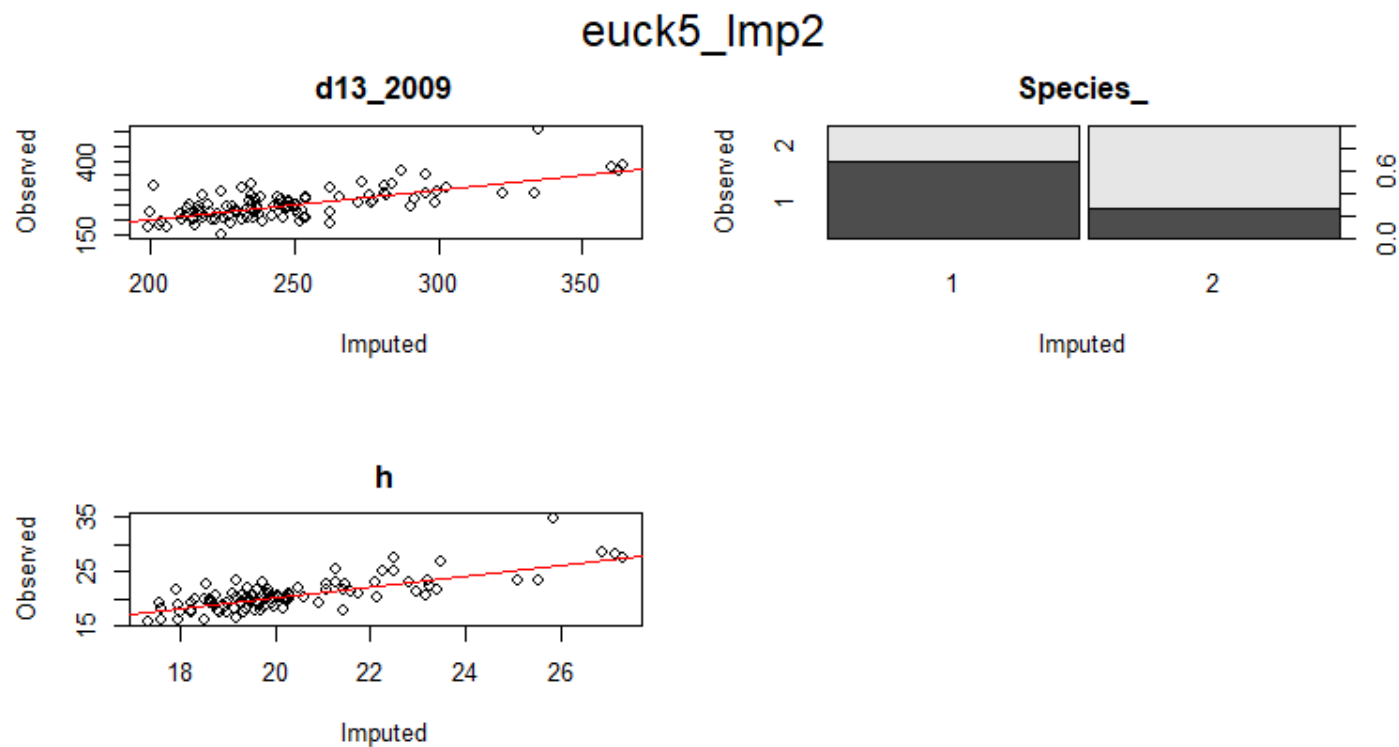 euck5_Imp2
d13_2009
Observed
400
150
200 250 300 350
Imputed
Species_
Observed
2
1
0.6
0.0
1 2
Imputed
h
Observed
35
25
15
18 20 22 24 26
Imputed